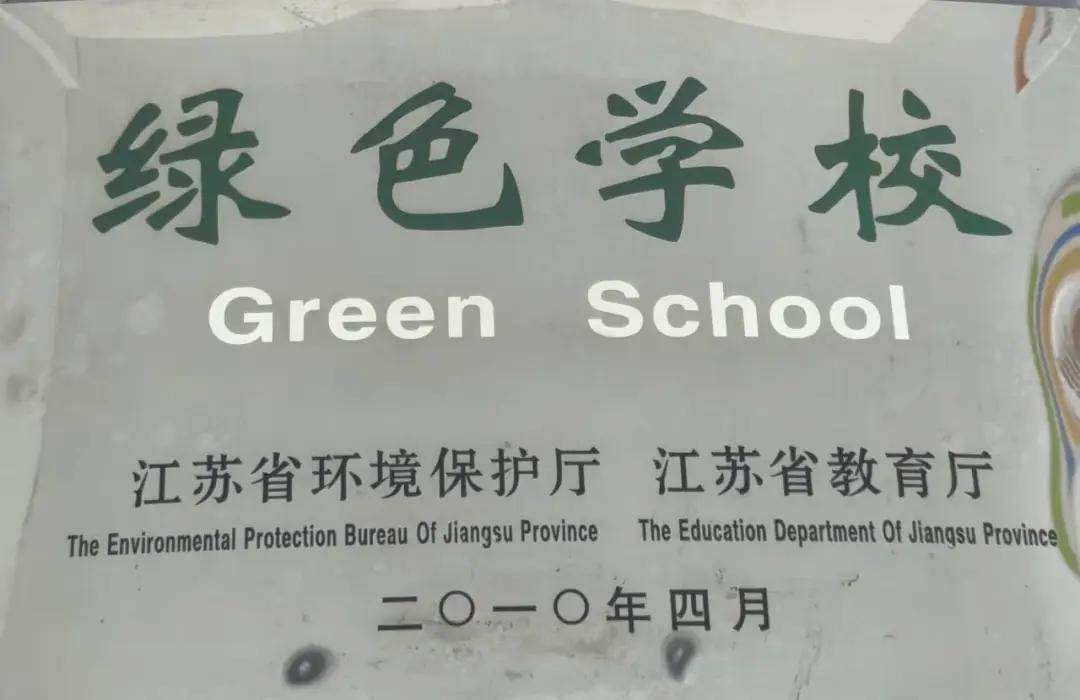 绿色学校
Green School
江苏省环境保护厅 江苏省教育厅
The Environmental Protection Bureau Of Jiangsu Province The Education Department Of Jiangsu Province
二〇一〇年四月